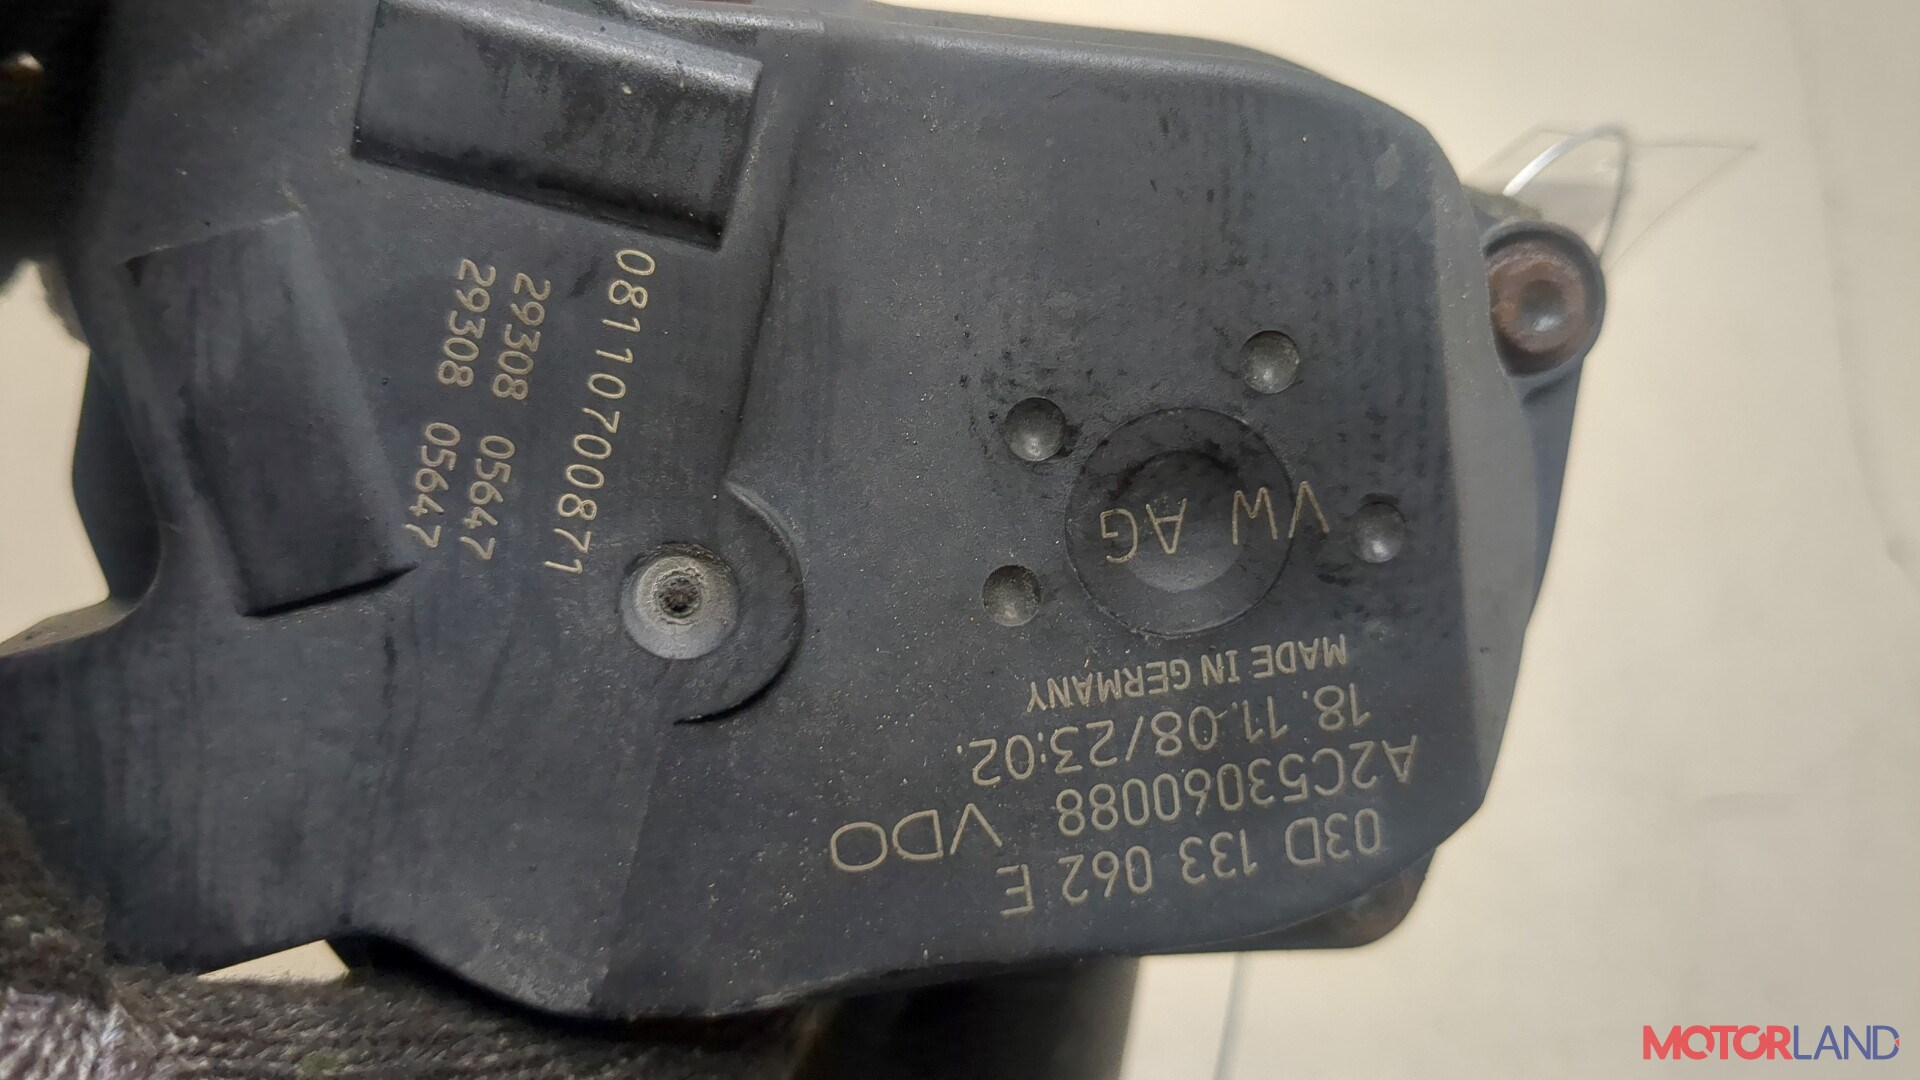 VW AG
MADE IN GERMANY
18.11.08/23:02.
A2C53060088 VDO
03D 133 062 E
0811070700871
29308 05647
29308 05647
MOTORLAND